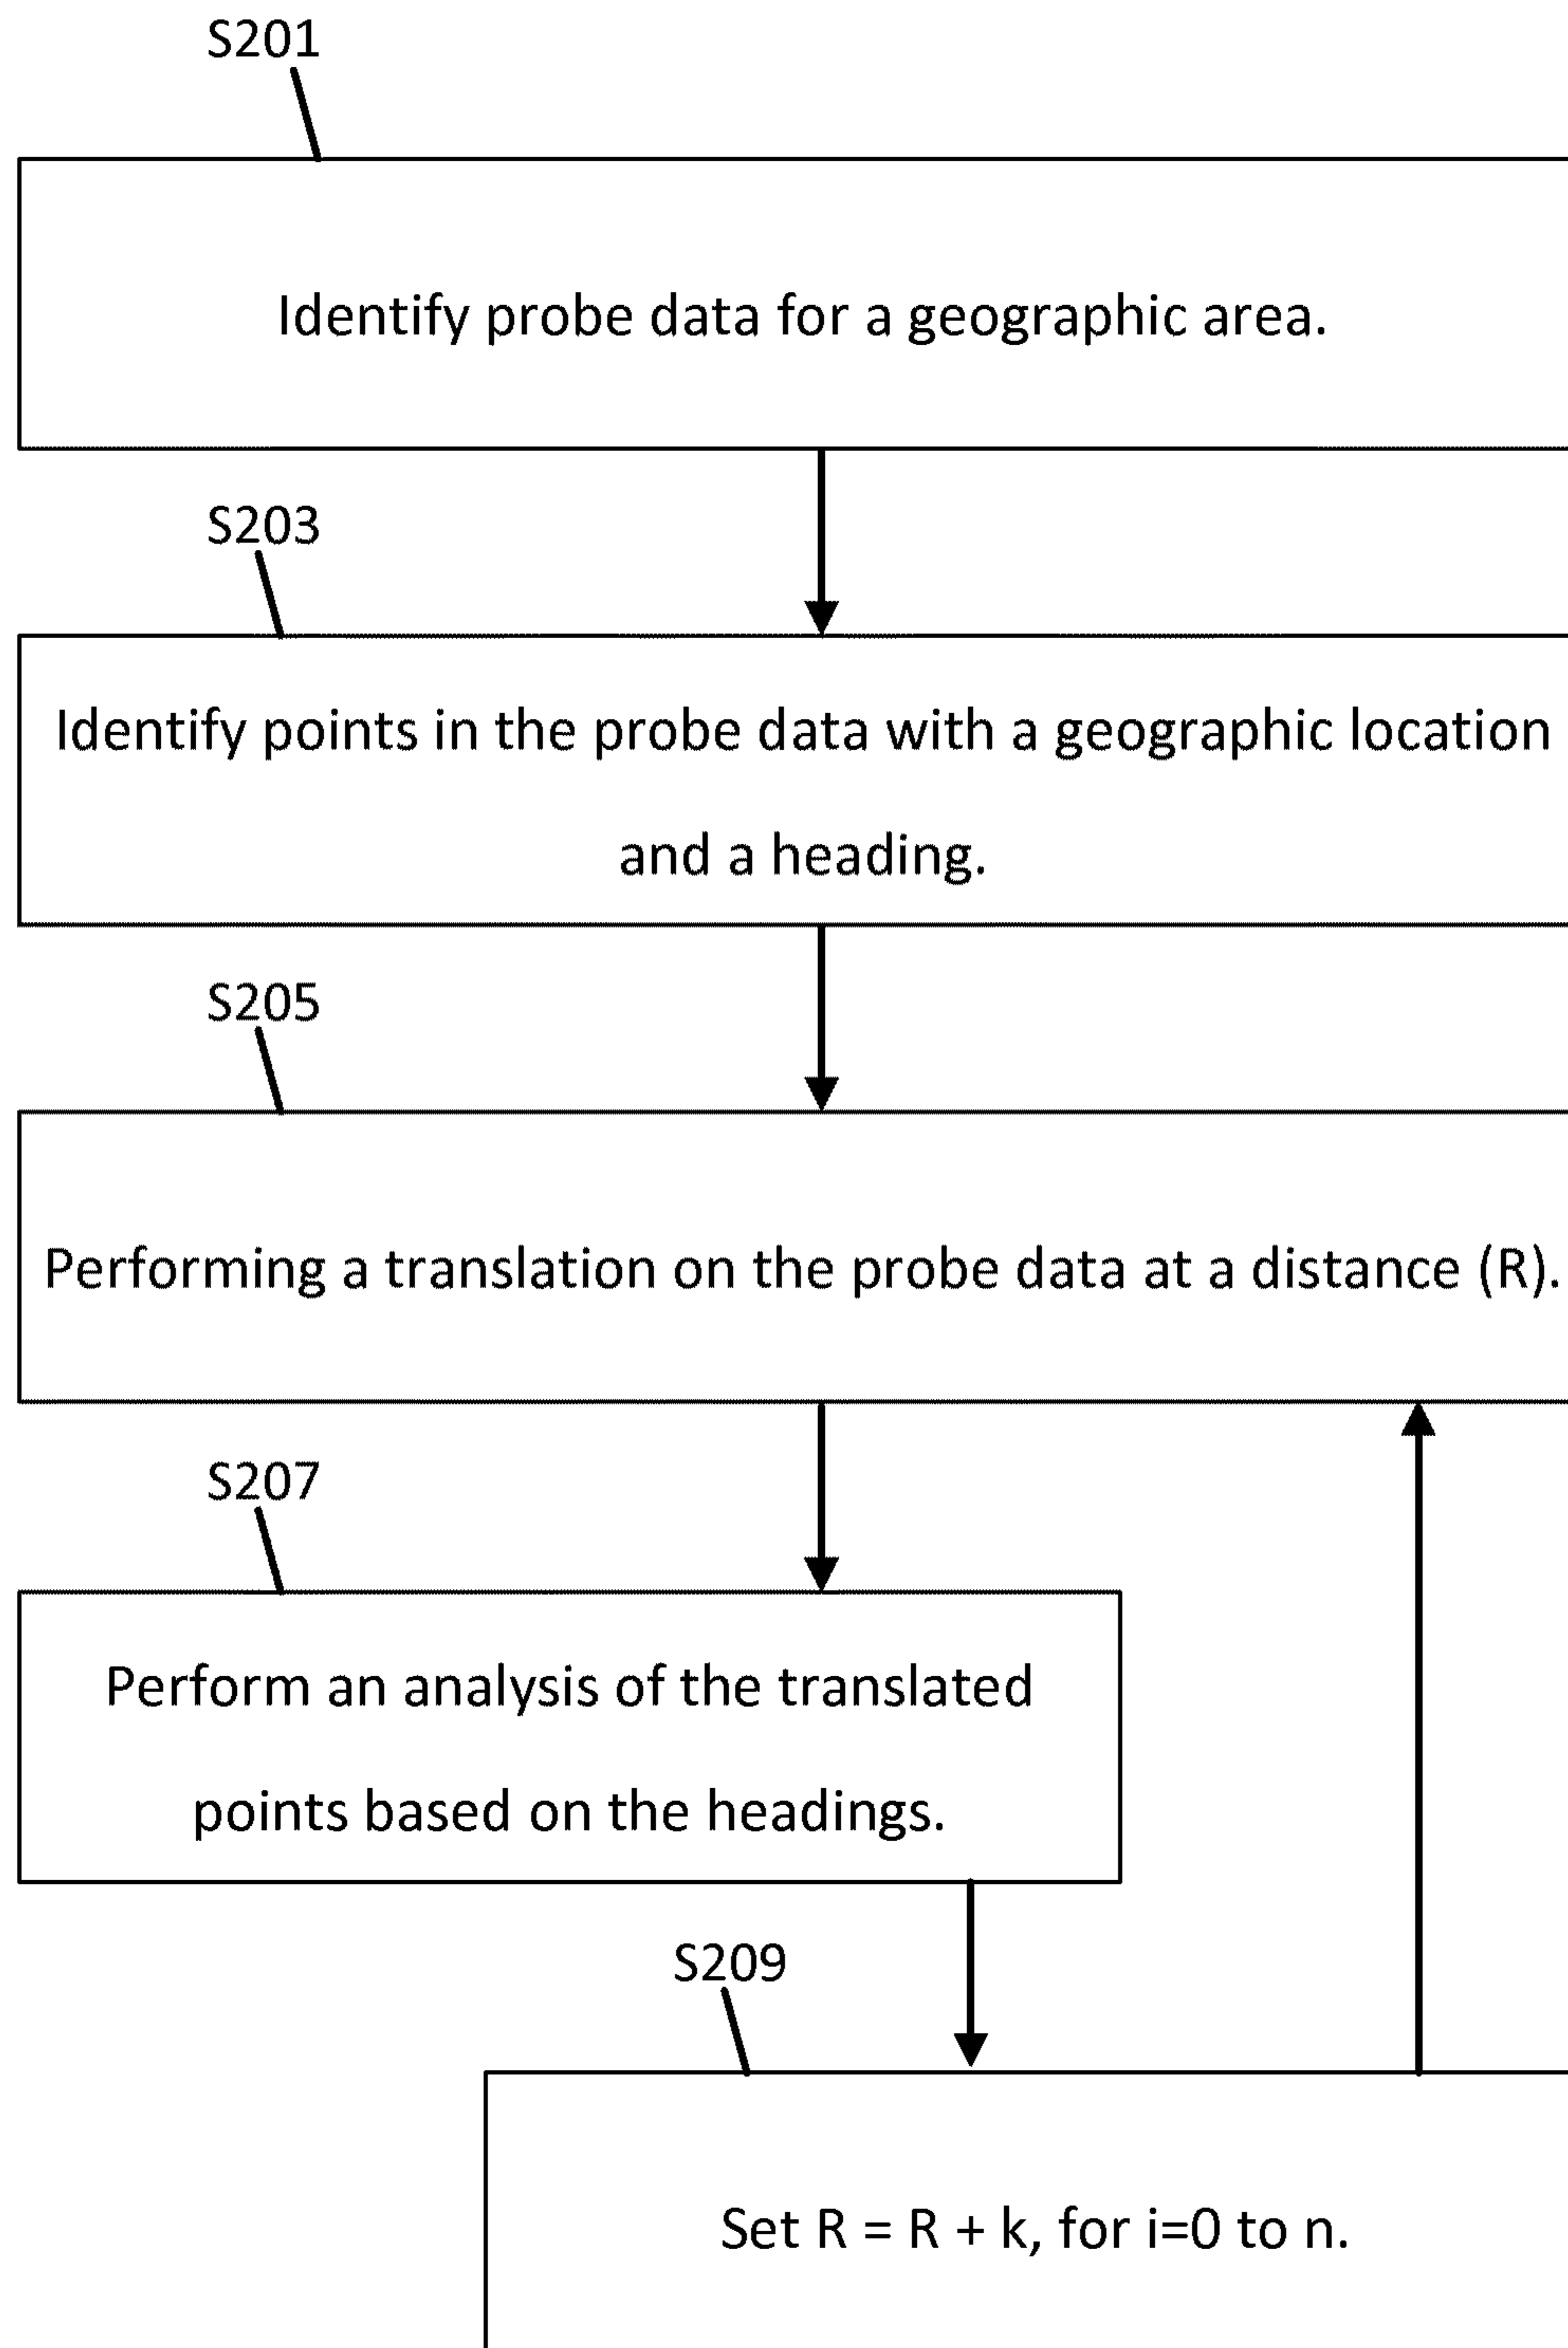 S201
Identify probe data for a geographic area.
S203
Identify points in the probe data with a geographic location
and a heading.
S205
Performing a translation on the probe data at a distance (R).
S207
Perform an analysis of the translated
points based on the headings.
S209
Set R = R + k, for i=0 to n.